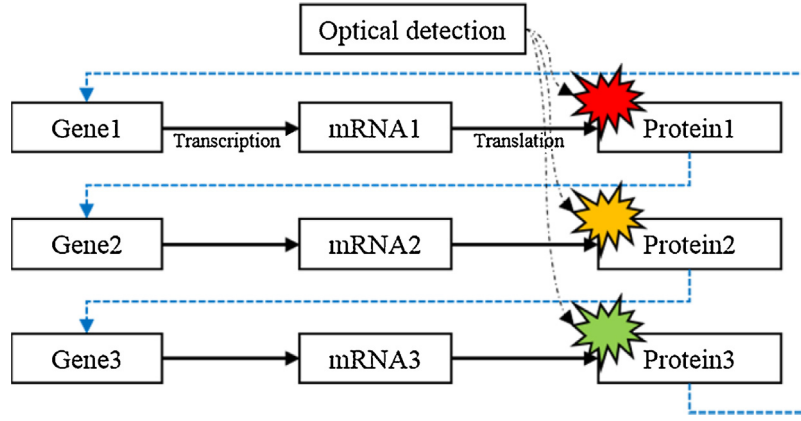 Optical detection
Gene1
Transcription
mRNA1
Translation
Protein1
Gene2
mRNA2
Protein2
Gene3
mRNA3
Protein3